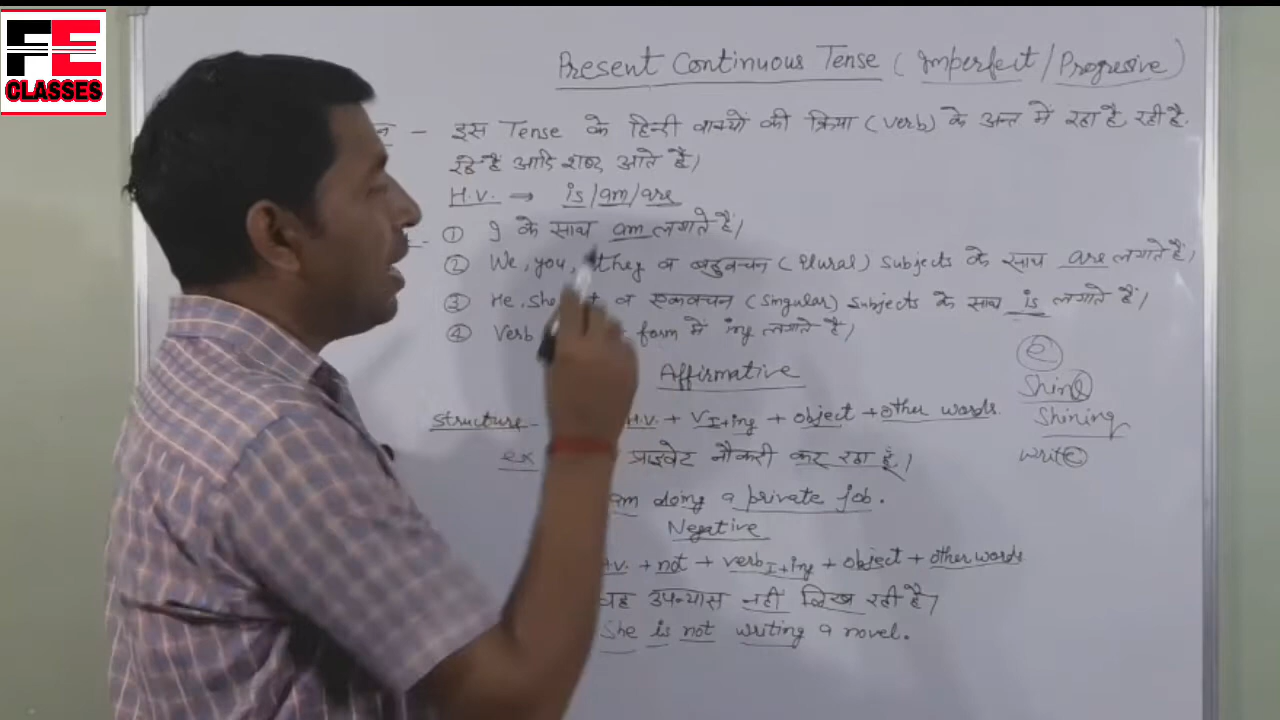 FE
CLASSES
Present Continuous Tense (Imperfect/Progresive)
न - इस Tense के हिन्दी वाक्यों की क्रिया (Verb) के अन्त में रहा है, रही है,
रहे हैं आदि शब्द आते हैं।
H.V. → is/am/are
① I के साथ am लगाते हैं।
② We, you, they व बहुवचन (Plural) Subjects के साथ are लगाते हैं।
③ He, She, व एकवचन (Singular) Subjects के साथ is लगाते हैं।
④ Verb form में ing लगाते हैं।
e
Affirmative
Shine
Shining
Structure - H.V. + V I+ing + object + other words.
write
ex प्राइवेट नौकरी कर रहा हूँ।
am doing a private job.
Negative
H.V. + not + verb I+ing + object + other words
वह उपन्यास नहीं लिख रही है।
She is not writing a novel.